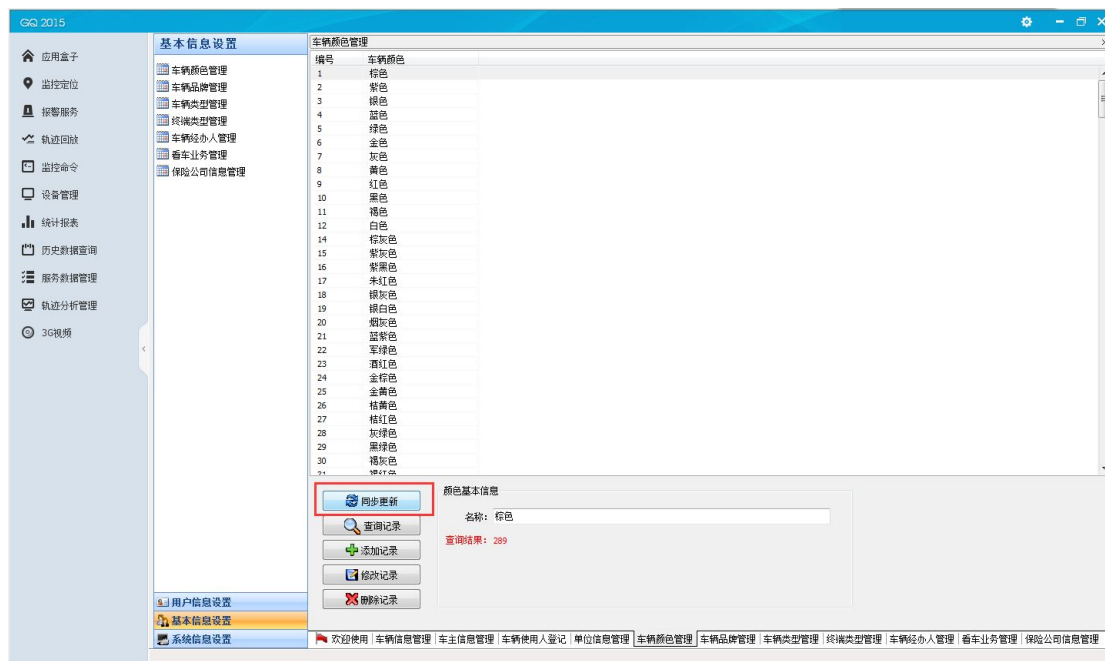 GQ 2015
应用盒子
监控定位
报警服务
轨迹回放
监控命令
设备管理
统计报表
历史数据查询
服务数据管理
轨迹分析管理
3G视频
基本信息设置
车辆颜色管理
车辆品牌管理
车辆类型管理
终端类型管理
车辆经办人管理
看车业务管理
保险公司信息管理
用户信息设置
基本信息设置
系统信息设置
车辆颜色管理
编号 车辆颜色
1 棕色
2 紫色
3 银色
4 蓝色
5 绿色
6 金色
7 灰色
8 黄色
9 红色
10 黑色
11 褐色
12 白色
14 棕灰色
15 紫灰色
16 紫黑色
17 朱红色
18 银灰色
19 银白色
20 烟灰色
21 蓝紫色
22 军绿色
23 酒红色
24 金棕色
25 金黄色
26 桔黄色
27 桔红色
28 灰绿色
29 黑绿色
30 褐灰色
同步更新
查询记录
添加记录
修改记录
删除记录
颜色基本信息
名称: 棕色
查询结果: 289
欢迎使用 车辆信息管理 车主信息管理 车辆使用人登记 单位信息管理 车辆颜色管理 车辆品牌管理 车辆类型管理 终端类型管理 车辆经办人管理 看车业务管理 保险公司信息管理